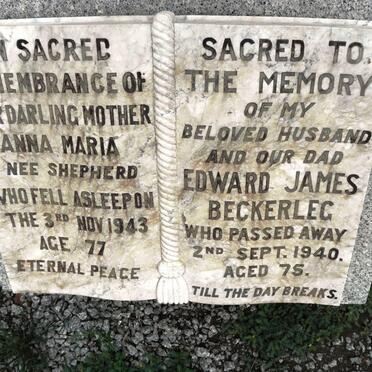 N SACRED
EMBRANCE OF
DARLING MOTHER
ANNA MARIA
NEE SHEPHERD
WHO FELL ASLEEP ON
THE 3RD NOV 1943
AGE 77
ETERNAL PEACE
SACRED TO
THE MEMORY
OF MY
BELOVED HUSBAND
AND OUR DAD
EDWARD JAMES
BECKERLEG
WHO PASSED AWAY
2ND SEPT. 1940.
AGED 75.
TILL THE DAY BREAKS.